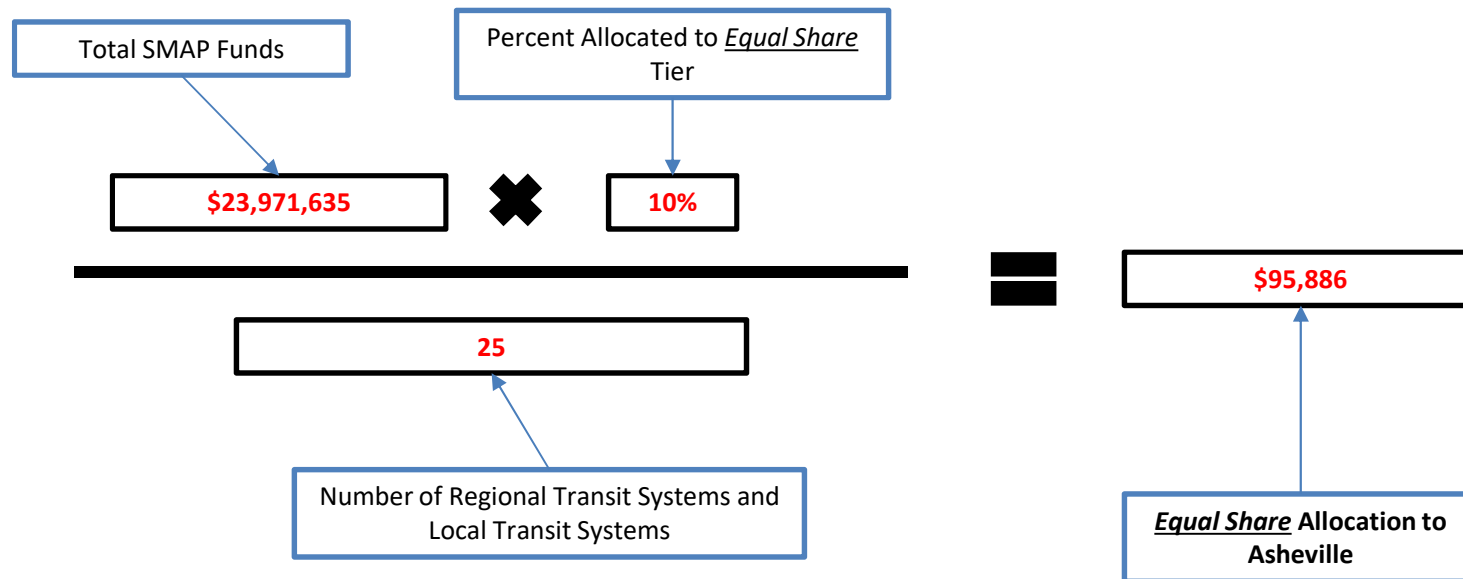 Total SMAP Funds
Percent Allocated to Equal Share
Tier
$23,971,635
10%
$95,886
25
Number of Regional Transit Systems and
Local Transit Systems
Equal Share Allocation to
Asheville